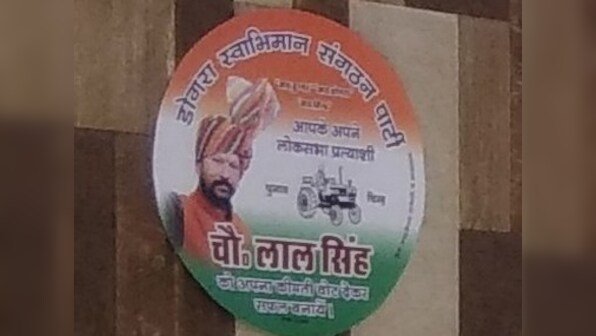 डोगरा स्वाभिमान संगठन पार्टी
आपके अपने
लोकसभा प्रत्याशी
चुनाव चिन्ह
चौ. लाल सिंह
को अपना कीमती वोट देकर
सफल बनायें।